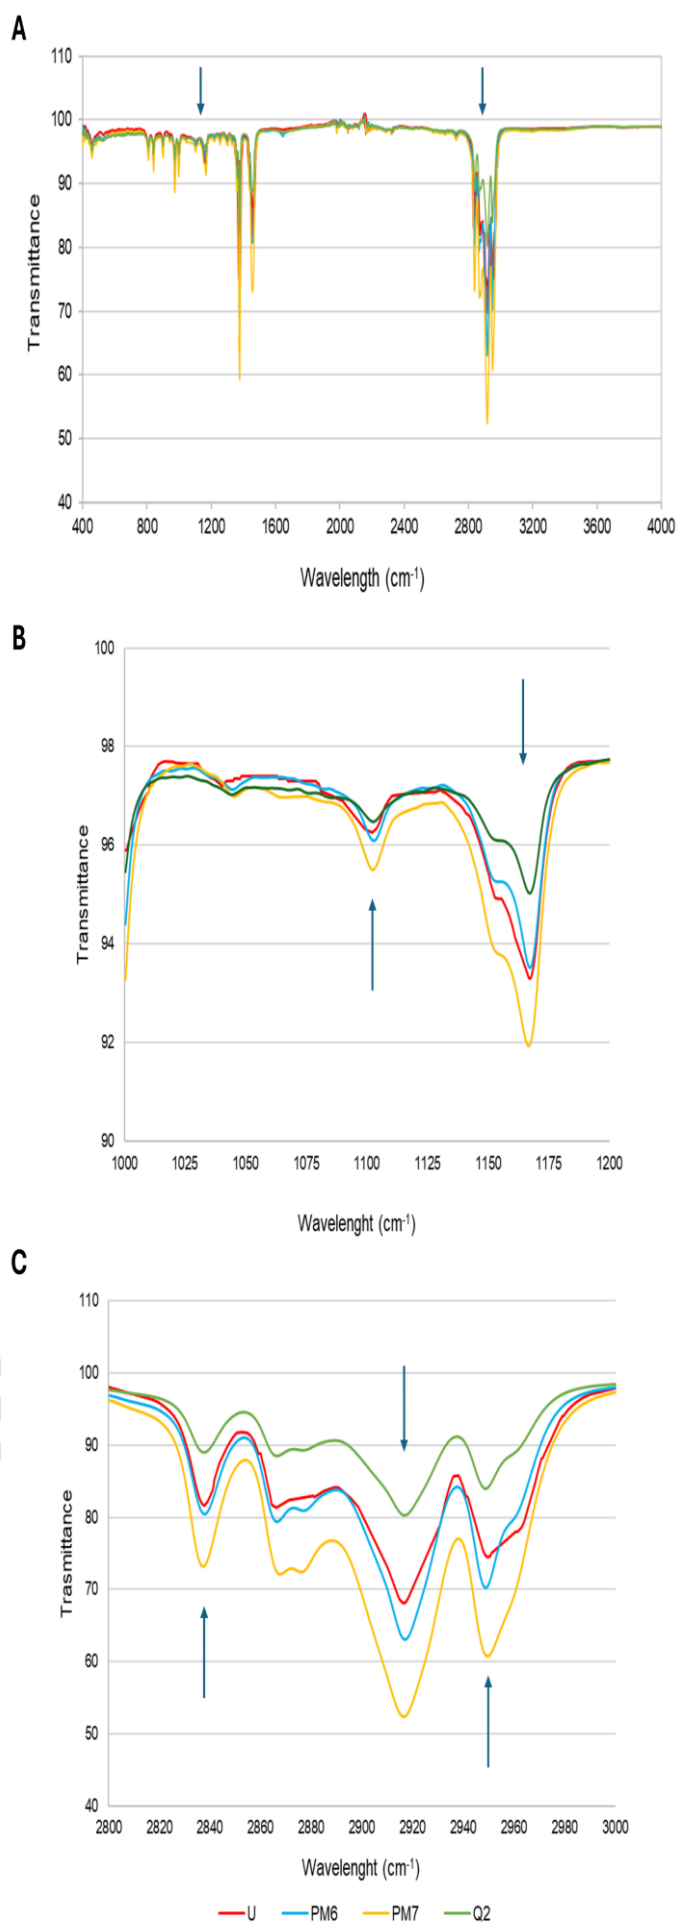 A
110
100
90
80
70
60
50
40
Transmittance
400 800 1200 1600 2000 2400 2800 3200 3600 4000
Wavelength (cm-1)
B
100
98
96
94
92
90
Transmittance
1000 1025 1050 1075 1100 1125 1150 1175 1200
Wavelenght (cm-1)
C
110
100
90
80
70
60
50
40
Trasmittance
2800 2820 2840 2860 2880 2900 2920 2940 2960 2980 3000
Wavelenght (cm-1)
U PM6 PM7 Q2